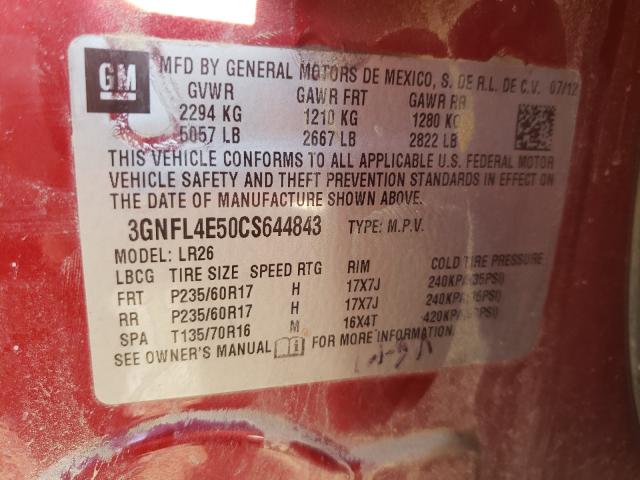 GM
MFD BY GENERAL MOTORS DE MEXICO, S. DE R.L. DE C.V. 07/12
GVWR GAWR FRT GAWR RR
2294 KG 1210 KG 1280 KG
5057 LB 2667 LB 2822 LB
THIS VEHICLE CONFORMS TO ALL APPLICABLE U.S. FEDERAL MOTOR
VEHICLE SAFETY AND THEFT PREVENTION STANDARDS IN EFFECT ON
THE DATE OF MANUFACTURE SHOWN ABOVE.
3GNFL4E50CS644843 TYPE: M.P.V.
MODEL: LR26
LBCG TIRE SIZE SPEED RTG RIM COLD TIRE PRESSURE
FRT P235/60R17 H 17X7J 240KPA(35PSI)
RR P235/60R17 H 17X7J 240KPA(35PSI)
SPA T135/70R16 M 16X4T 420KPA(60PSI)
SEE OWNER'S MANUAL FOR MORE INFORMATION.